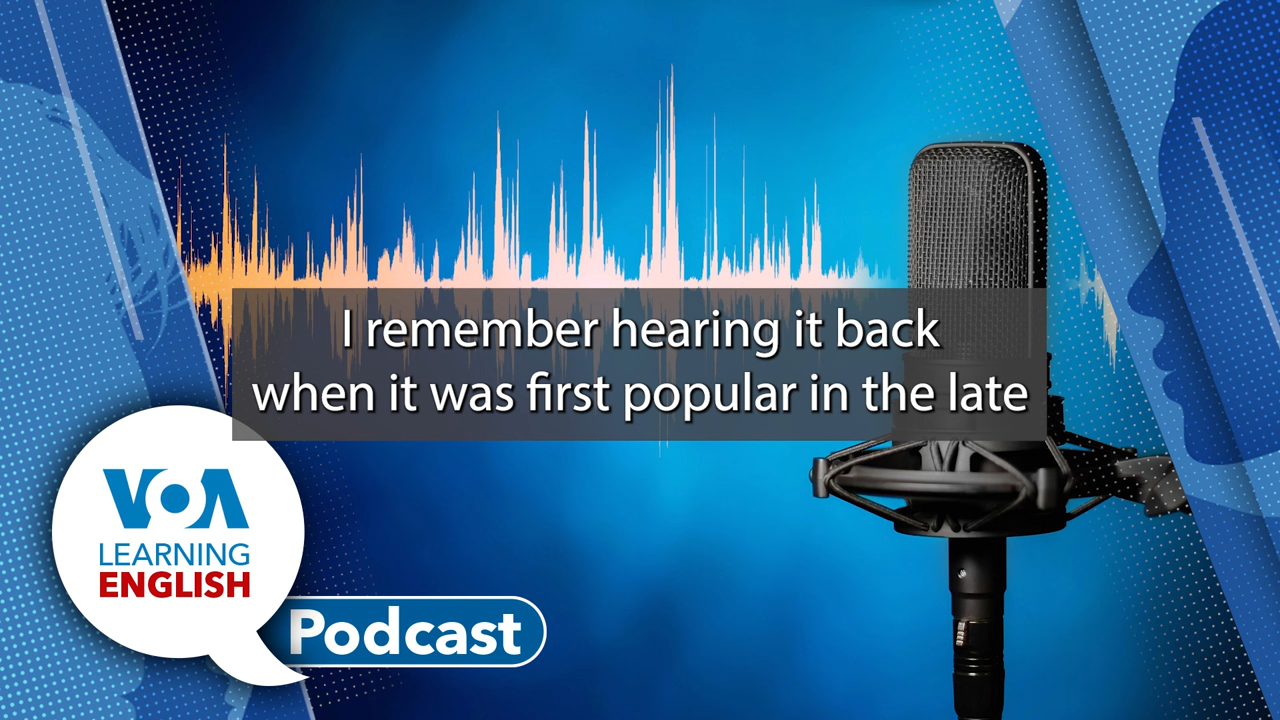 I remember hearing it back
when it was first popular in the late
VOA
LEARNING
ENGLISH
Podcast